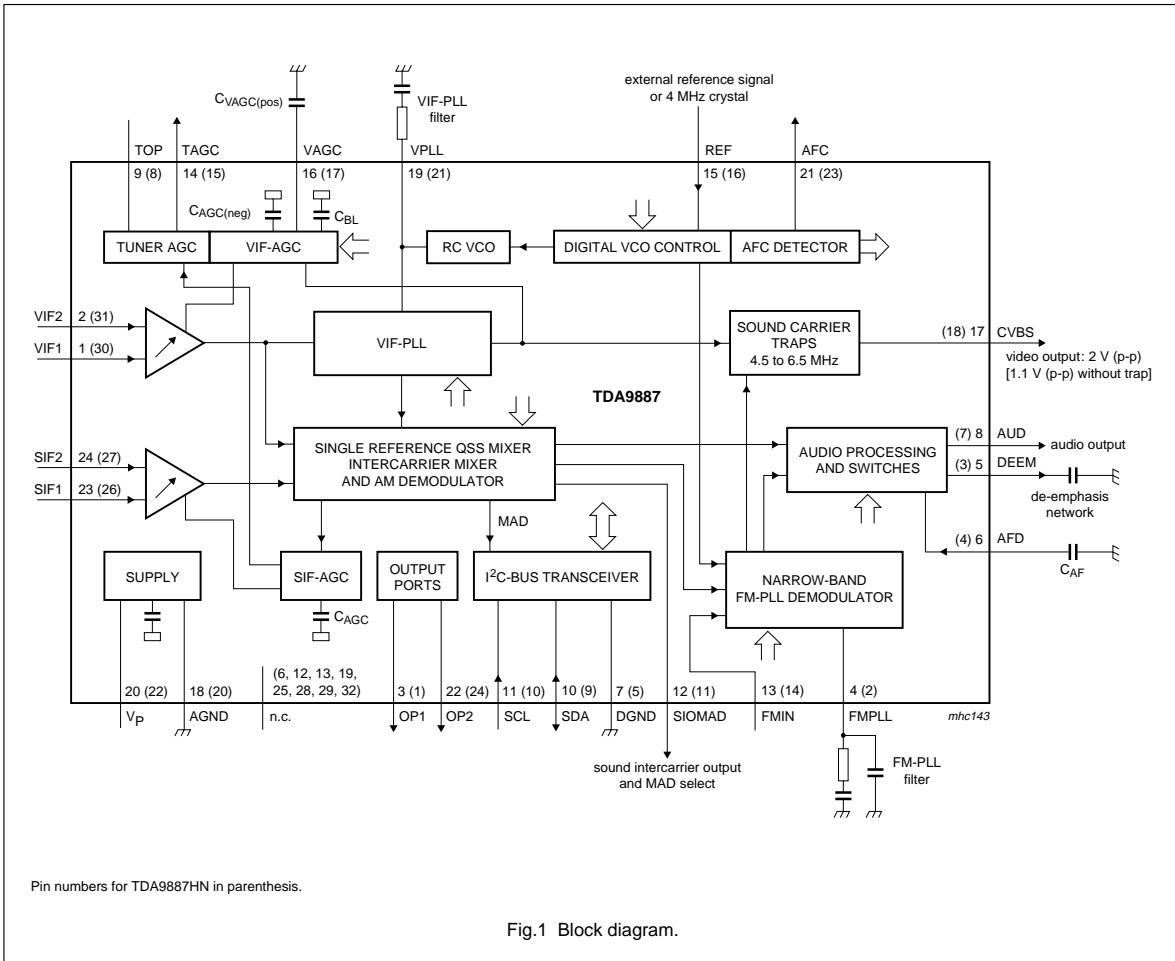 external reference signal
or 4 MHz crystal
CVAGC(pos)
VIF-PLL
filter
TOP
TAGC
VAGC
VPLL
REF
AFC
9 (8)
14 (15)
16 (17)
19 (21)
15 (16)
21 (23)
CAGC(neg)
CBL
TUNER AGC
VIF-AGC
RC VCO
DIGITAL VCO CONTROL
AFC DETECTOR
VIF2
2 (31)
VIF1
1 (30)
VIF-PLL
SOUND CARRIER
TRAPS
4.5 to 6.5 MHz
(18) 17
CVBS
video output: 2 V (p-p)
[1.1 V (p-p) without trap]
TDA9887
SIF2
24 (27)
SIF1
23 (26)
SINGLE REFERENCE QSS MIXER
INTERCARRIER MIXER
AND AM DEMODULATOR
AUDIO PROCESSING
AND SWITCHES
(7) 8
AUD
audio output
(3) 5
DEEM
de-emphasis
network
MAD
(4) 6
AFD
CAF
SUPPLY
SIF-AGC
OUTPUT
PORTS
I2C-BUS TRANSCEIVER
NARROW-BAND
FM-PLL DEMODULATOR
CAGC
(6, 12, 13, 19,
25, 28, 29, 32)
20 (22)
18 (20)
3 (1)
22 (24)
11 (10)
10 (9)
7 (5)
12 (11)
13 (14)
4 (2)
VP
AGND
n.c.
OP1
OP2
SCL
SDA
DGND
SIOMAD
FMIN
FMPLL
mhc143
sound intercarrier output
and MAD select
FM-PLL
filter
Pin numbers for TDA9887HN in parenthesis.
Fig.1 Block diagram.